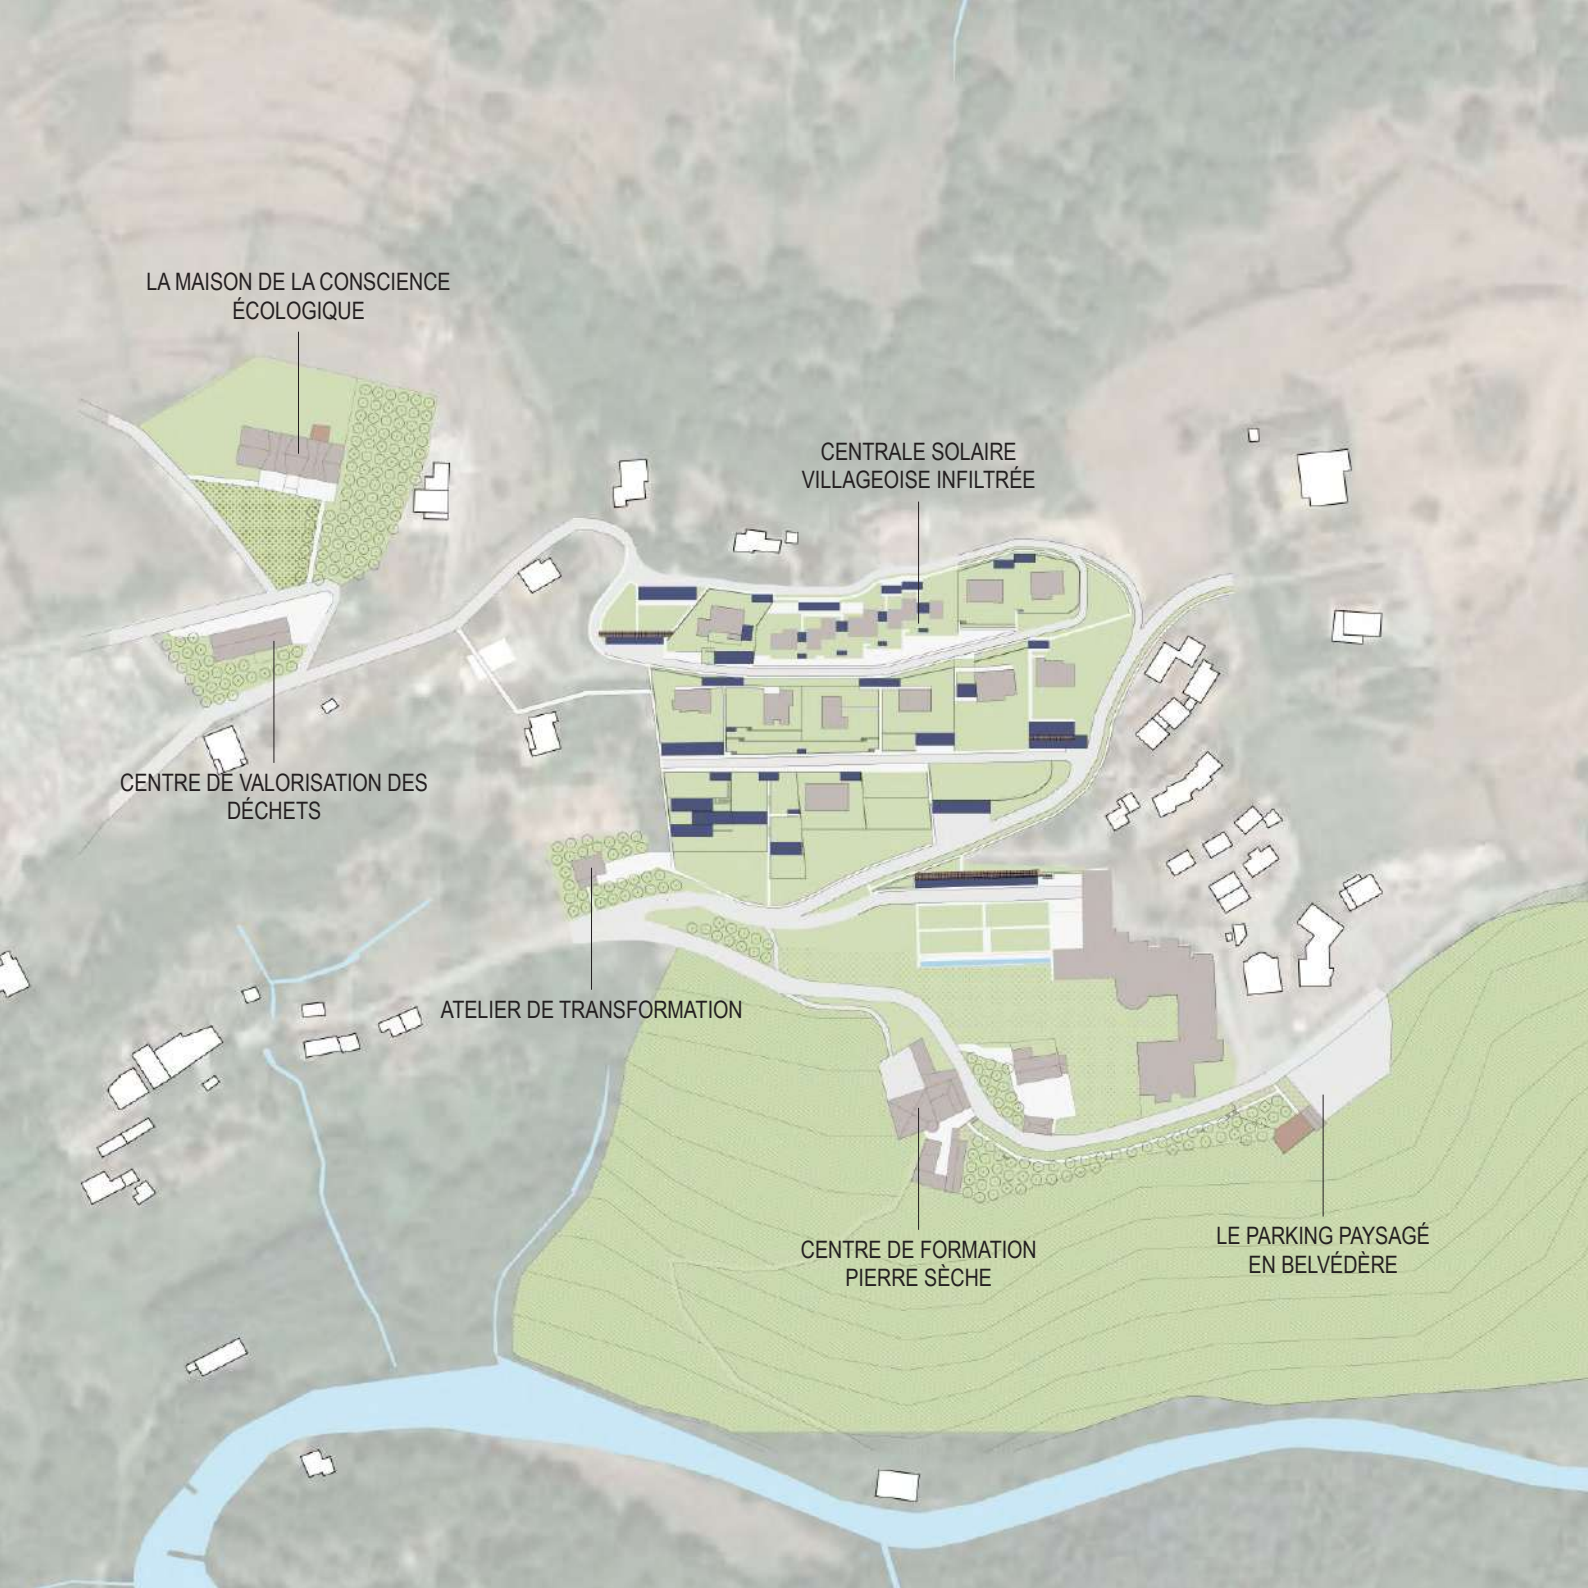 LA MAISON DE LA CONSCIENCE
ÉCOLOGIQUE
CENTRALE SOLAIRE
VILLAGEOISE INFILTRÉE
CENTRE DE VALORISATION DES
DÉCHETS
ATELIER DE TRANSFORMATION
CENTRE DE FORMATION
PIERRE SÈCHE
LE PARKING PAYSAGÉ
EN BELVÉDÈRE